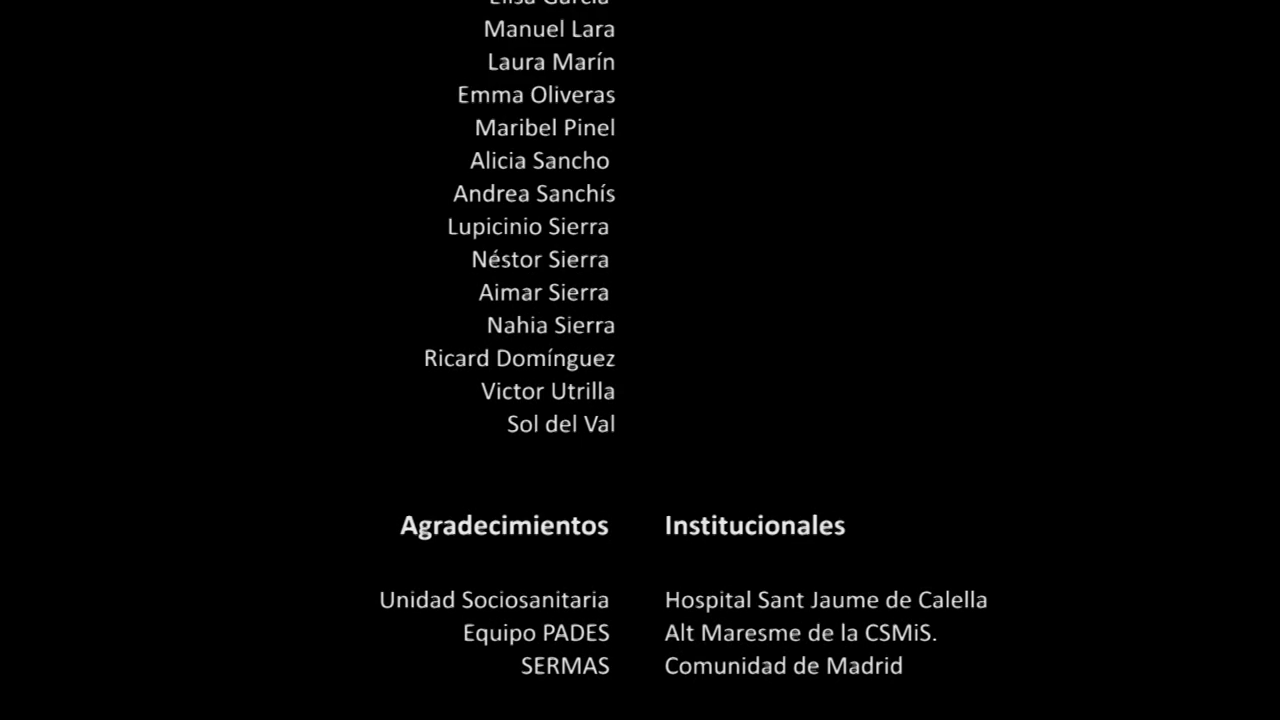 Elisa García
Manuel Lara
Laura Marín
Emma Oliveras
Maribel Pinel
Alicia Sancho
Andrea Sanchís
Lupicinio Sierra
Néstor Sierra
Aimar Sierra
Nahia Sierra
Ricard Domínguez
Victor Utrilla
Sol del Val
Agradecimientos Institucionales
Unidad Sociosanitaria Hospital Sant Jaume de Calella
Equipo PADES Alt Maresme de la CSMiS.
SERMAS Comunidad de Madrid